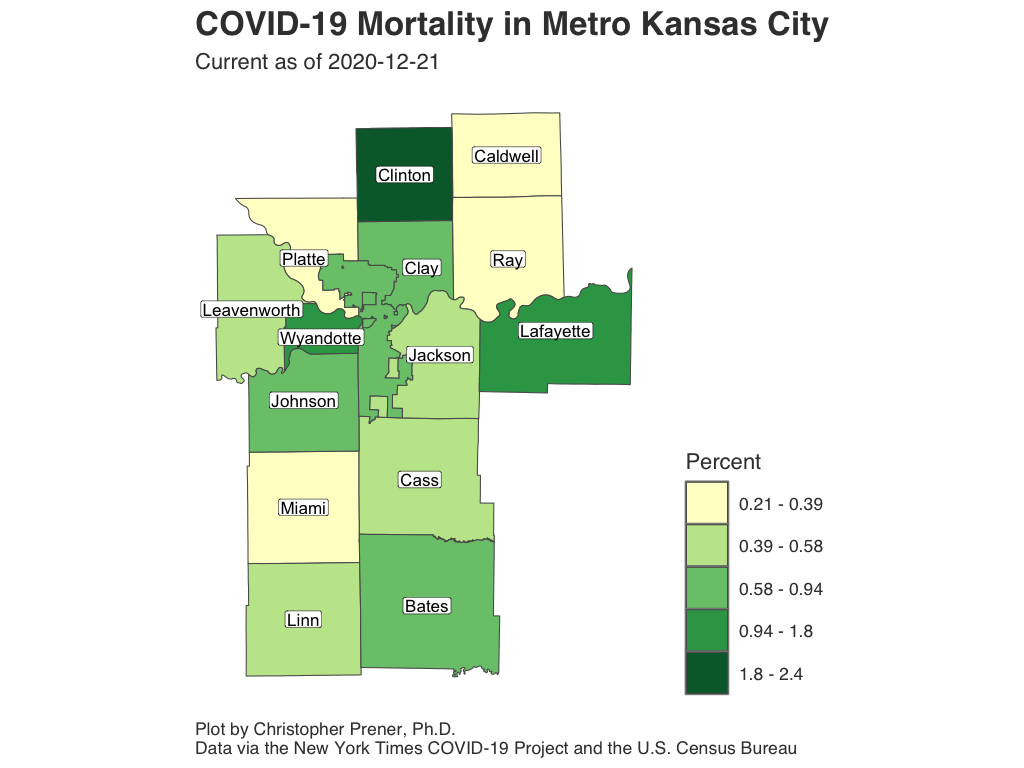 COVID-19 Mortality in Metro Kansas City
Current as of 2020-12-21
Caldwell
Clinton
Platte
Clay
Ray
Leavenworth
Wyandotte
Lafayette
Jackson
Johnson
Cass
Miami
Bates
Linn
Percent
0.21 - 0.39
0.39 - 0.58
0.58 - 0.94
0.94 - 1.8
1.8 - 2.4
Plot by Christopher Prener, Ph.D.
Data via the New York Times COVID-19 Project and the U.S. Census Bureau